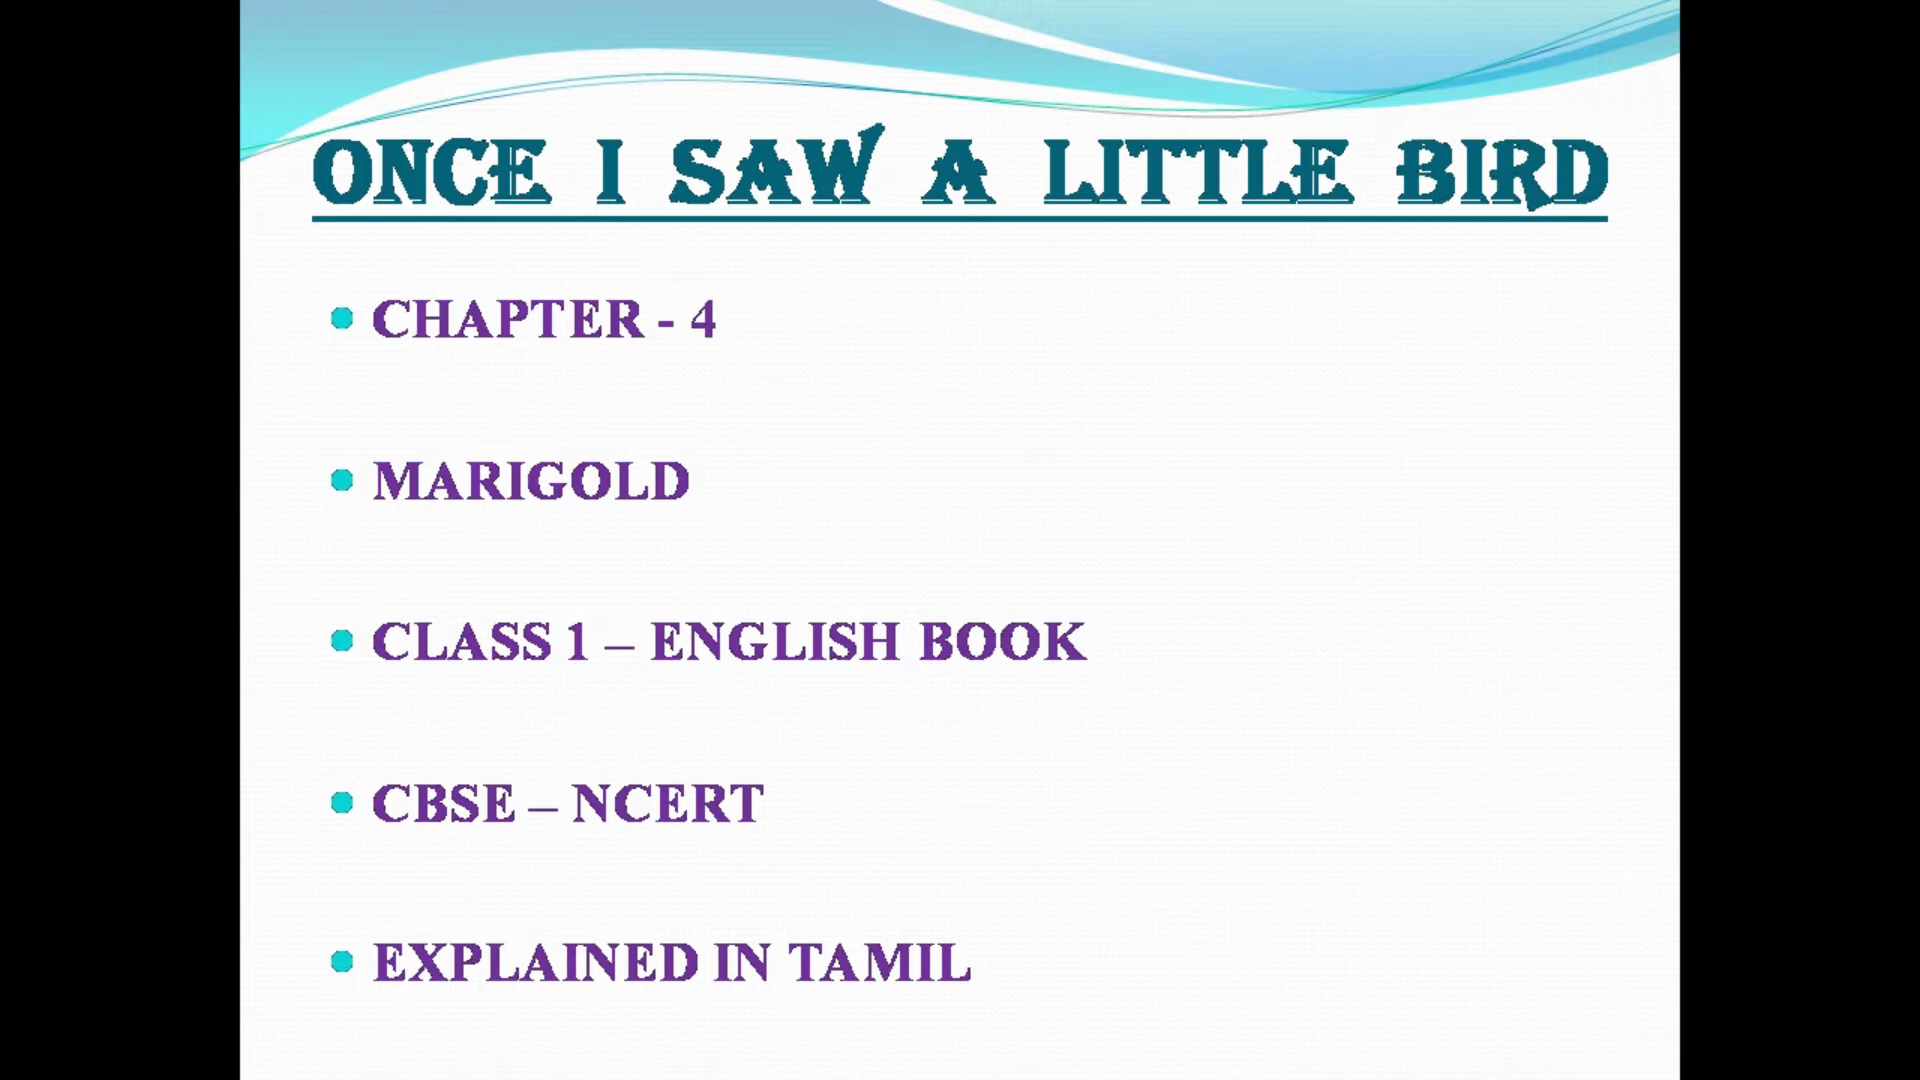 ONCE I SAW A LITTLE BIRD
CHAPTER - 4
MARIGOLD
CLASS 1 – ENGLISH BOOK
CBSE – NCERT
EXPLAINED IN TAMIL